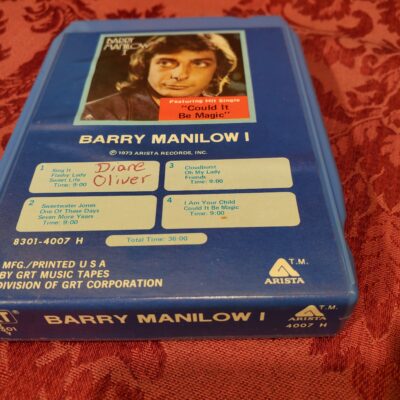 BARRY
MANILOW I
Featuring Hit Single
"Could It
Be Magic"
BARRY MANILOW I
© 1973 ARISTA RECORDS, INC.
1
Sing It
Flashy Lady
Sweet Life
Time: 9:00
Diane
Oliver
3
Cloudburst
Oh My Lady
Friends
Time: 9:00
2
Sweetwater Jones
One Of These Days
Seven More Years
Time: 9:00
4
I Am Your Child
Could It Be Magic
Time: 9:00
8301-4007 H
Total Time: 36:00
MFG./PRINTED U S A
BY GRT MUSIC TAPES
DIVISION OF GRT CORPORATION
T.M.
ARISTA
BARRY MANILOW I
T.M.
ARISTA
4007 H